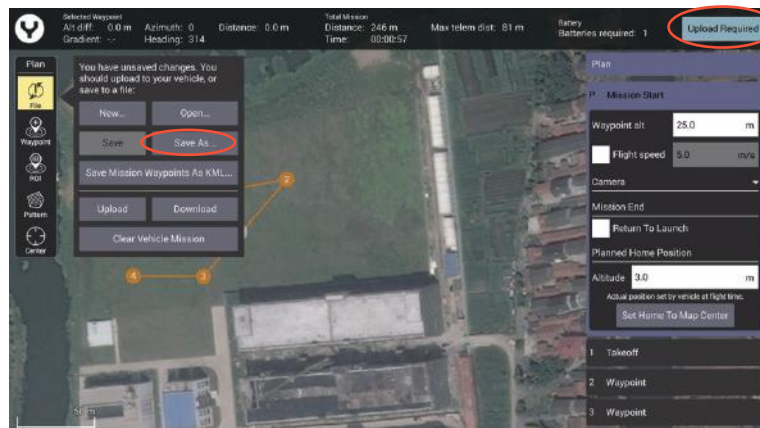 Selected Waypoint
Alt diff: 0.0 m Azimuth: 0 Distance: 0.0 m
Gradient: -.- Heading: 314
Total Mission
Distance: 246 m Max telem dist: 81 m
Time: 00:00:57
Battery
Batteries required: 1
Upload Required
Plan
File
Waypoint
ROI
Pattern
Center
You have unsaved changes. You
should upload to your vehicle, or
save to a file:
New... Open...
Save Save As...
Save Mission Waypoints As KML...
Upload Download
Clear Vehicle Mission
2
4 3
50 m
Plan
P Mission Start
Waypoint alt 25.0 m
Flight speed 5.0 m/s
Camera
Mission End
Return To Launch
Planned Home Position
Altitude 3.0 m
Actual position set by vehicle at flight time.
Set Home To Map Center
1 Takeoff
2 Waypoint
3 Waypoint